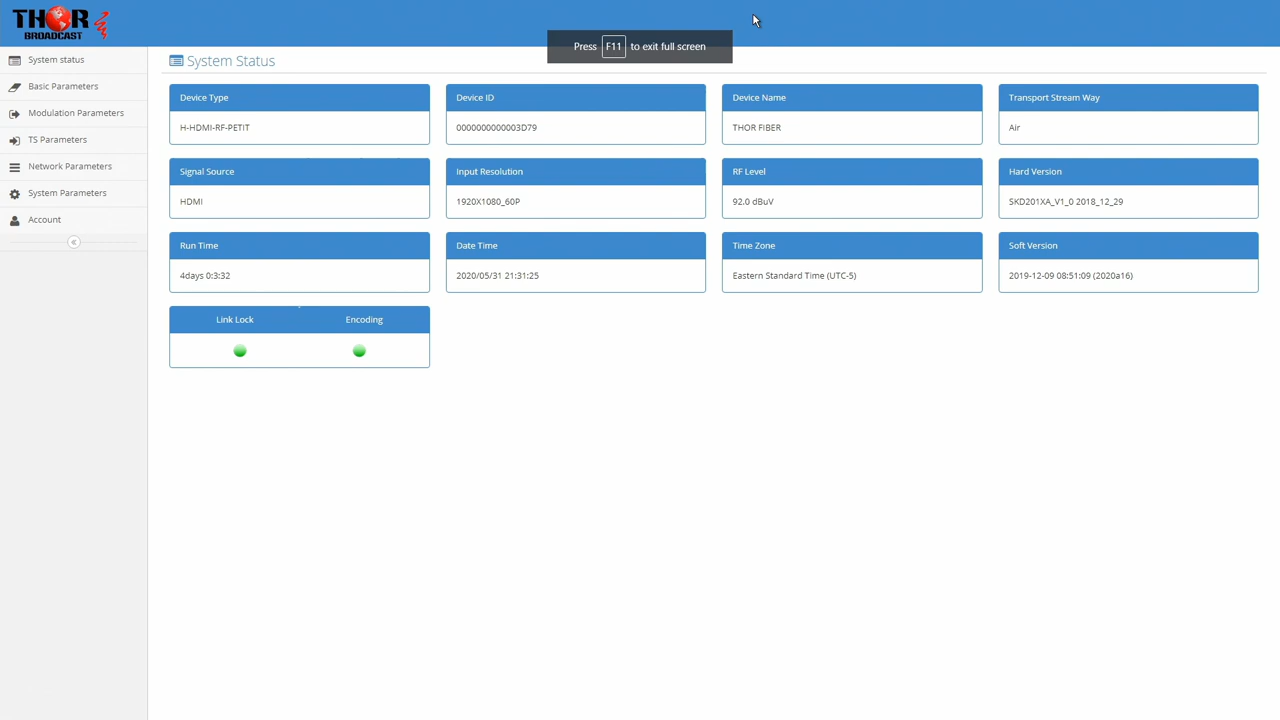 THOR
BROADCAST
Press F11 to exit full screen
System status
Basic Parameters
Modulation Parameters
TS Parameters
Network Parameters
System Parameters
Account
System Status
Device Type
H-HDMI-RF-PETIT
Device ID
0000000000003D79
Device Name
THOR FIBER
Transport Stream Way
Air
Signal Source
HDMI
Input Resolution
1920X1080_60P
RF Level
92.0 dBuV
Hard Version
SKD201XA_V1_0 2018_12_29
Run Time
4days 0:3:32
Date Time
2020/05/31 21:31:25
Time Zone
Eastern Standard Time (UTC-5)
Soft Version
2019-12-09 08:51:09 (2020a16)
Link Lock
Encoding